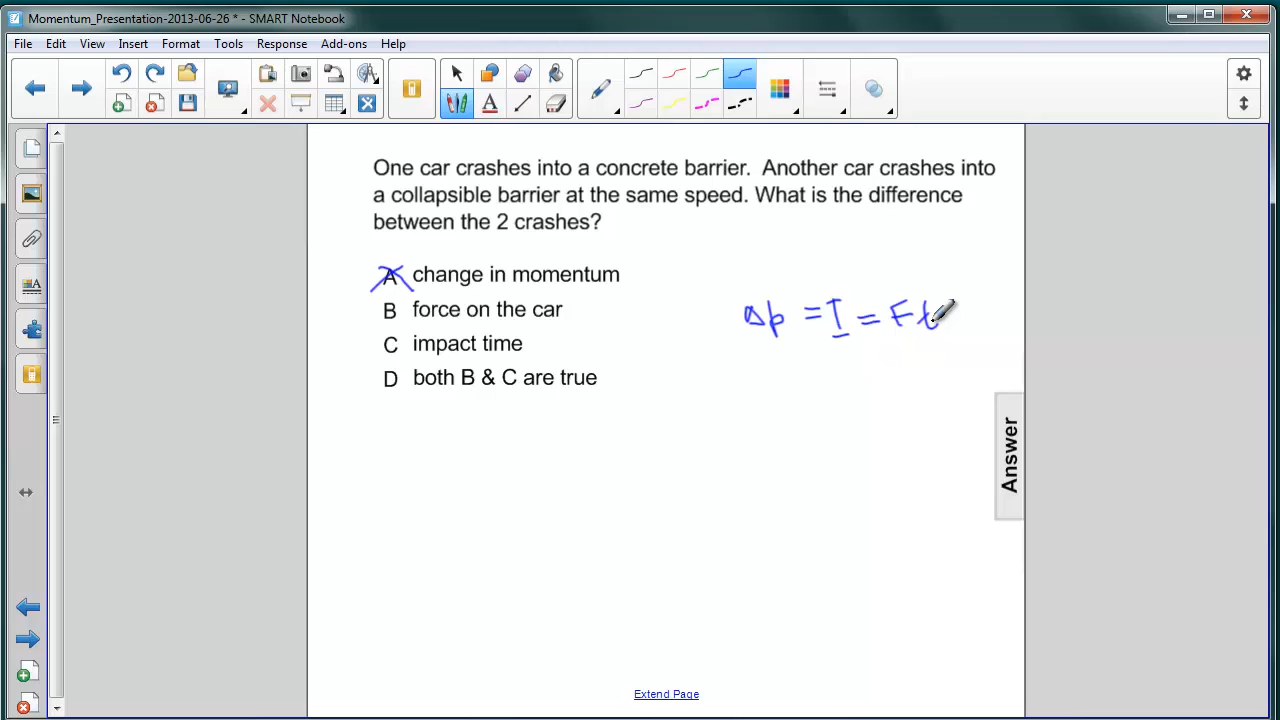 Momentum_Presentation-2013-06-26 * - SMART Notebook
File Edit View Insert Format Tools Response Add-ons Help
One car crashes into a concrete barrier. Another car crashes into
a collapsible barrier at the same speed. What is the difference
between the 2 crashes?
A change in momentum
B force on the car
C impact time
D both B & C are true
Δp = I = Ft
Answer
Extend Page